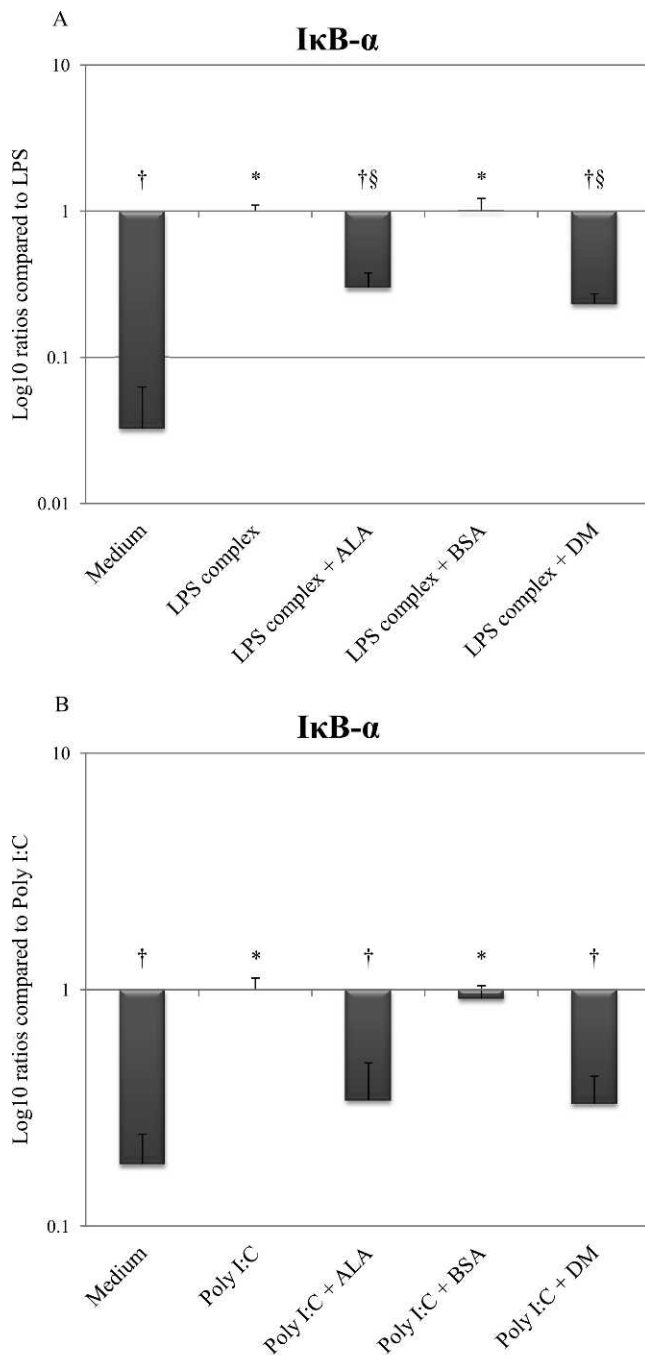 A
IκB-α
Log10 ratios compared to LPS
10
1
0.1
0.01
† * †§ * †§
Medium
LPS complex
LPS complex + ALA
LPS complex + BSA
LPS complex + DM
B
IκB-α
Log10 ratios compared to Poly I:C
10
1
0.1
† * † * †
Medium
Poly I:C
Poly I:C + ALA
Poly I:C + BSA
Poly I:C + DM